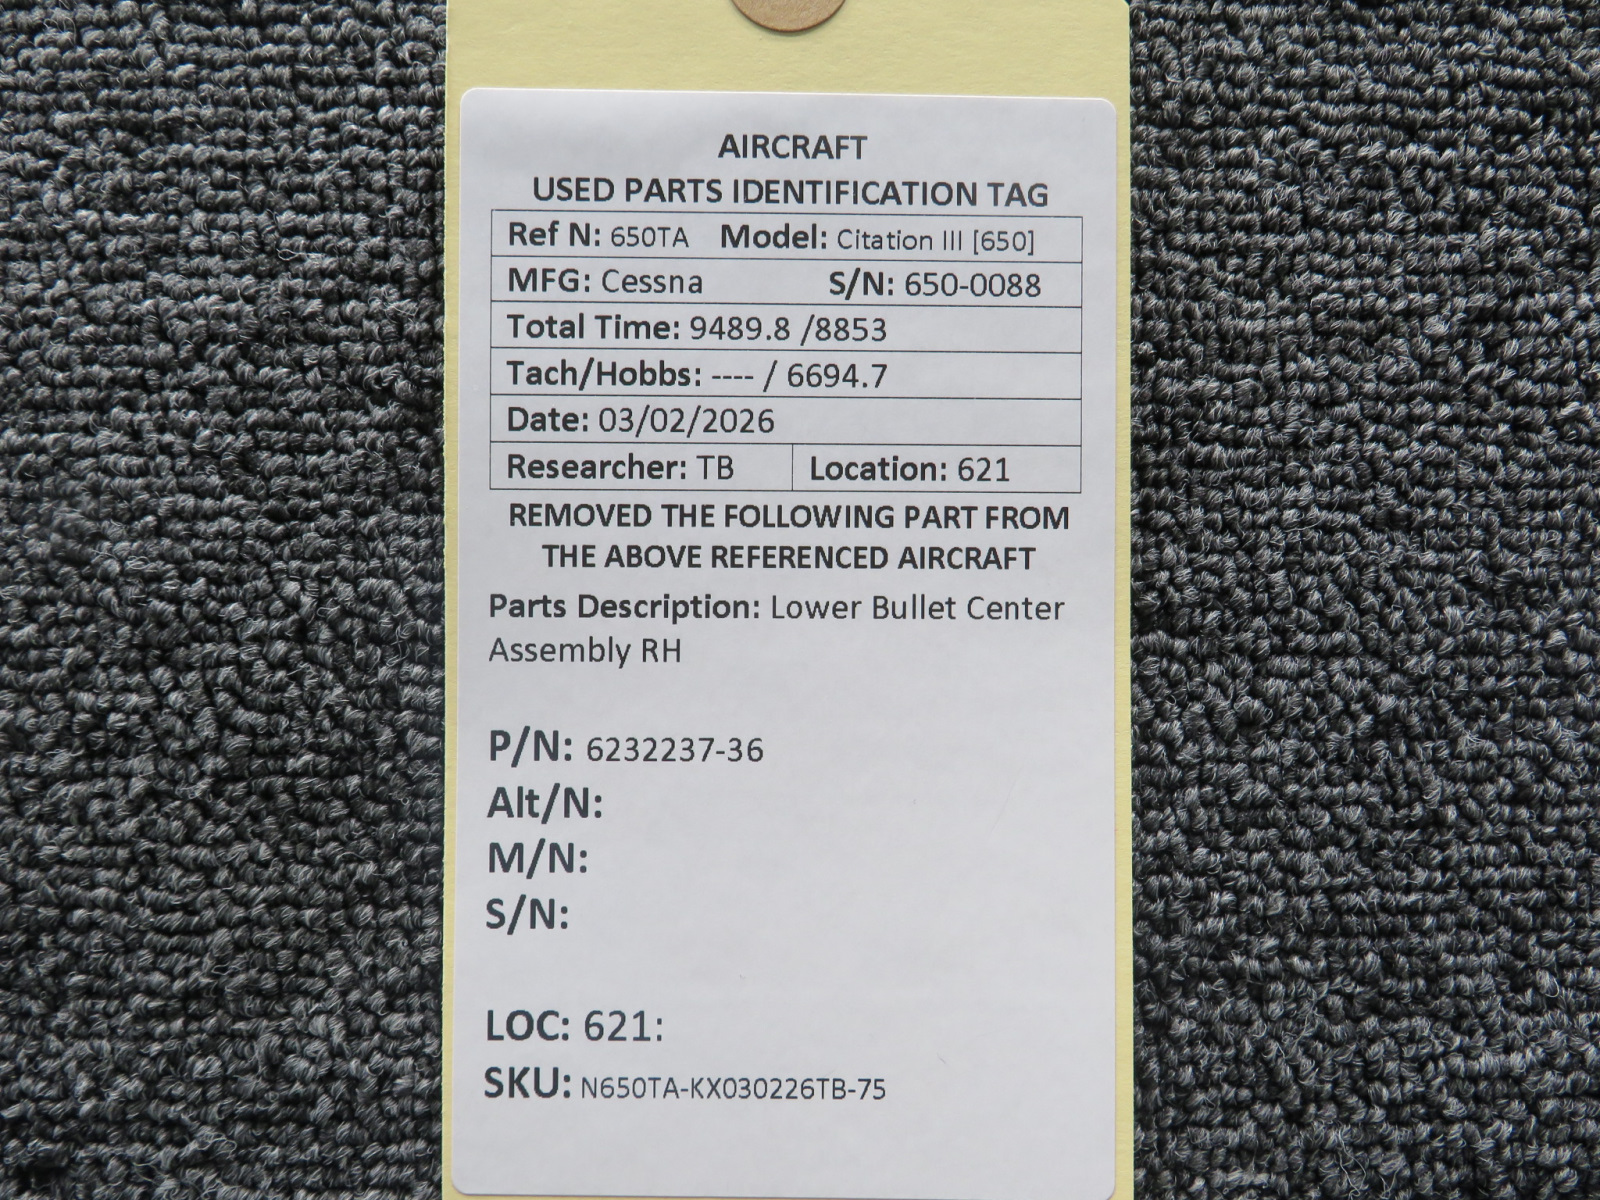 AIRCRAFT
USED PARTS IDENTIFICATION TAG
Ref N: 650TA Model: Citation III [650]
MFG: Cessna S/N: 650-0088
Total Time: 9489.8 /8853
Tach/Hobbs: ---- / 6694.7
Date: 03/02/2026
Researcher: TB Location: 621
REMOVED THE FOLLOWING PART FROM
THE ABOVE REFERENCED AIRCRAFT
Parts Description: Lower Bullet Center
Assembly RH
P/N: 6232237-36
Alt/N:
M/N:
S/N:
LOC: 621:
SKU: N650TA-KX030226TB-75